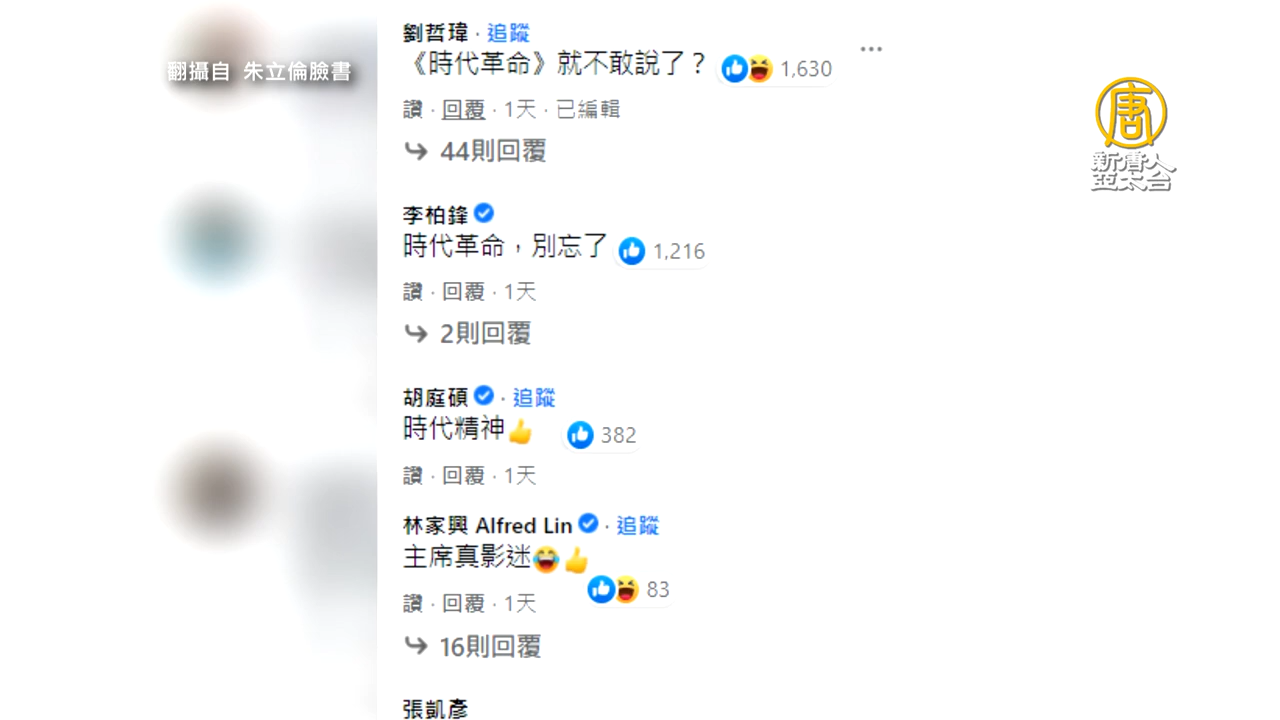 翻攝自 朱立倫臉書
劉哲瑋 · 追蹤
《時代革命》就不敢說了？ 1,630
讚 · 回覆 · 1天 · 已編輯
44則回覆
李柏鋒
時代革命，別忘了 1,216
讚 · 回覆 · 1天
2則回覆
胡庭碩 · 追蹤
時代精神👍 382
讚 · 回覆 · 1天
林家興 Alfred Lin · 追蹤
主席真影迷😂👍
83
讚 · 回覆 · 1天
16則回覆
張凱彥
唐
新唐人
亞太台